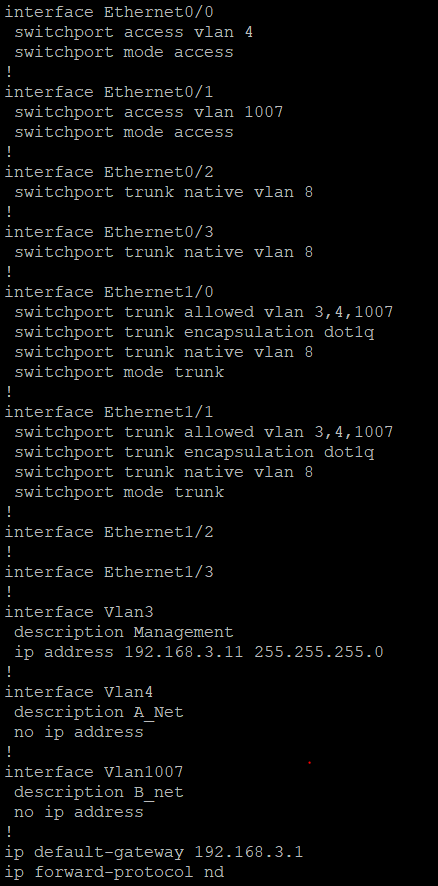 interface Ethernet0/0
 switchport access vlan 4
 switchport mode access
!
interface Ethernet0/1
 switchport access vlan 1007
 switchport mode access
!
interface Ethernet0/2
 switchport trunk native vlan 8
!
interface Ethernet0/3
 switchport trunk native vlan 8
!
interface Ethernet1/0
 switchport trunk allowed vlan 3,4,1007
 switchport trunk encapsulation dot1q
 switchport trunk native vlan 8
 switchport mode trunk
!
interface Ethernet1/1
 switchport trunk allowed vlan 3,4,1007
 switchport trunk encapsulation dot1q
 switchport trunk native vlan 8
 switchport mode trunk
!
interface Ethernet1/2
!
interface Ethernet1/3
!
interface Vlan3
 description Management
 ip address 192.168.3.11 255.255.255.0
!
interface Vlan4
 description A_Net
 no ip address
!
interface Vlan1007
 description B_net
 no ip address
!
ip default-gateway 192.168.3.1
ip forward-protocol nd